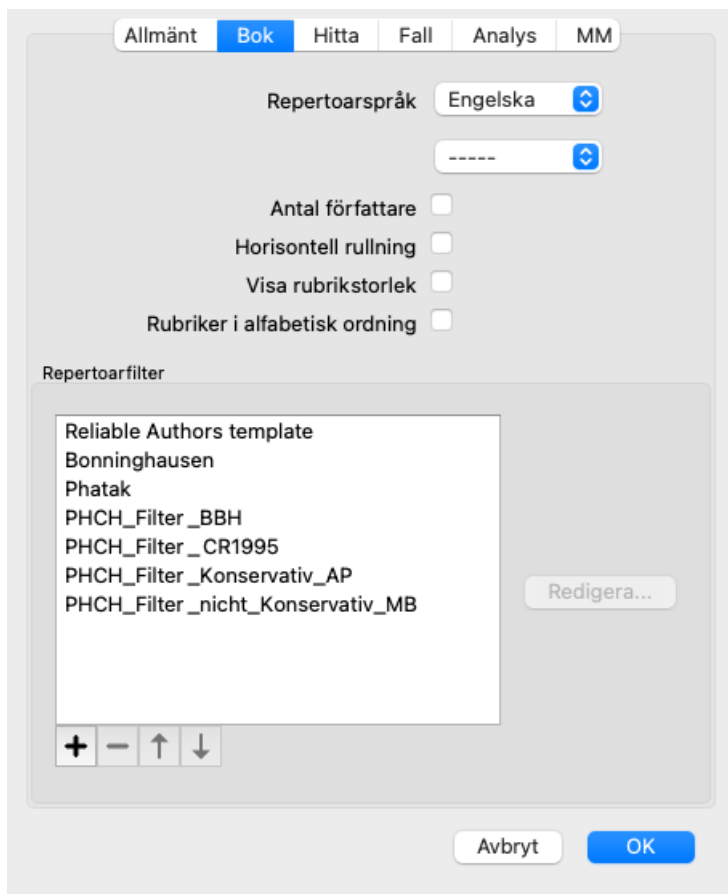 Allmänt Bok Hitta Fall Analys MM
Repertoarspråk Engelska
-----
Antal författare
Horisontell rullning
Visa rubrikstorlek
Rubriker i alfabetisk ordning
Repertoarfilter
Reliable Authors template
Bonninghausen
Phatak
PHCH_Filter_BBH
PHCH_Filter_CR1995
PHCH_Filter_Konservativ_AP
PHCH_Filter_nicht_Konservativ_MB
Redigera...
Avbryt OK